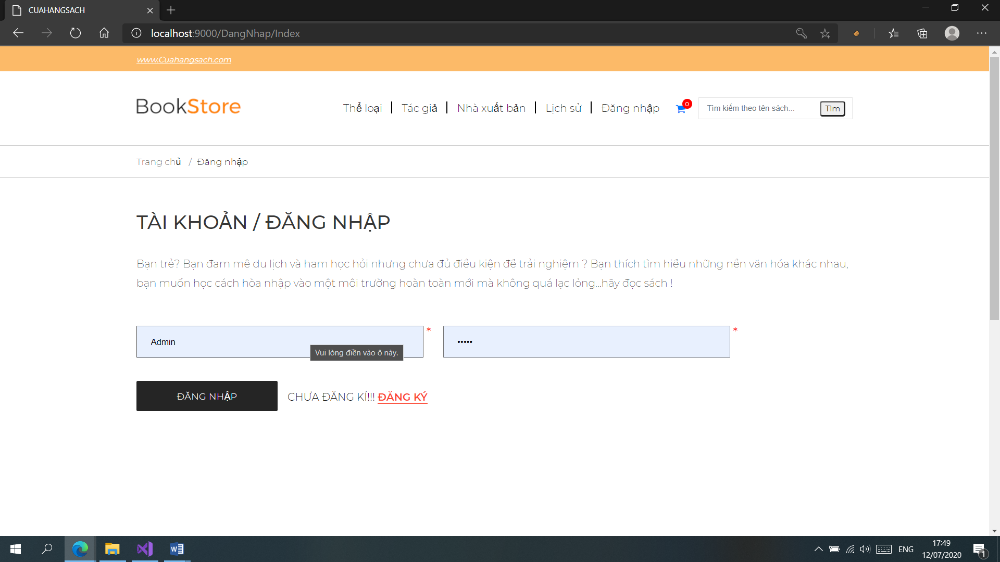 CUAHANGSACH
localhost:9000/DangNhap/Index
www.Cuahangsach.com
BookStore
Thể loại
Tác giả
Nhà xuất bản
Lịch sử
Đăng nhập
0
Tìm kiếm theo tên sách...
Tìm
Trang chủ / Đăng nhập
TÀI KHOẢN / ĐĂNG NHẬP
Bạn trẻ? Bạn đam mê du lịch và ham học hỏi nhưng chưa đủ điều kiện để trải nghiệm ? Bạn thích tìm hiểu những nền văn hóa khác nhau,
bạn muốn học cách hòa nhập vào một môi trường hoàn toàn mới mà không quá lạc lỏng...hãy đọc sách !
Admin
*
•••••
*
Vui lòng điền vào ô này.
ĐĂNG NHẬP
CHƯA ĐĂNG KÍ!!! ĐĂNG KÝ
ENG
17:49
12/07/2020
1